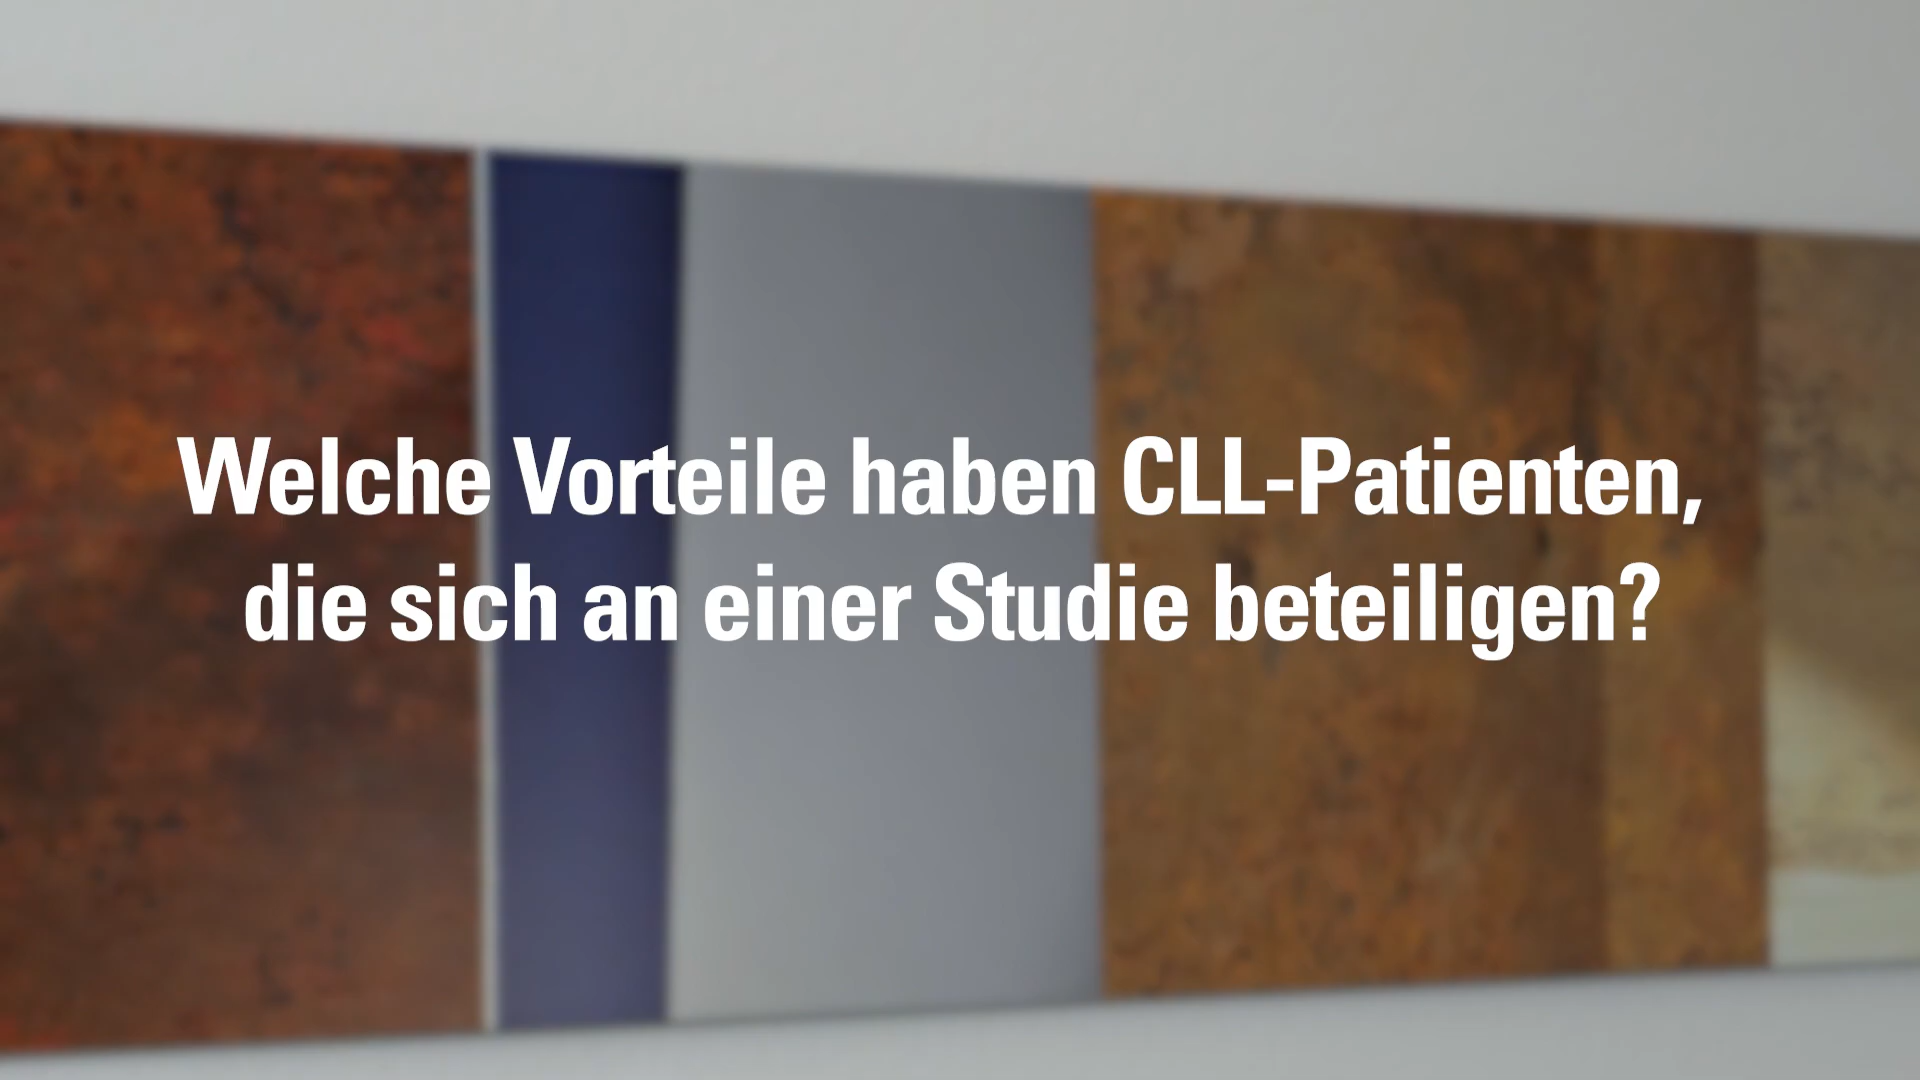 Welche Vorteile haben CLL-Patienten,
die sich an einer Studie beteiligen?